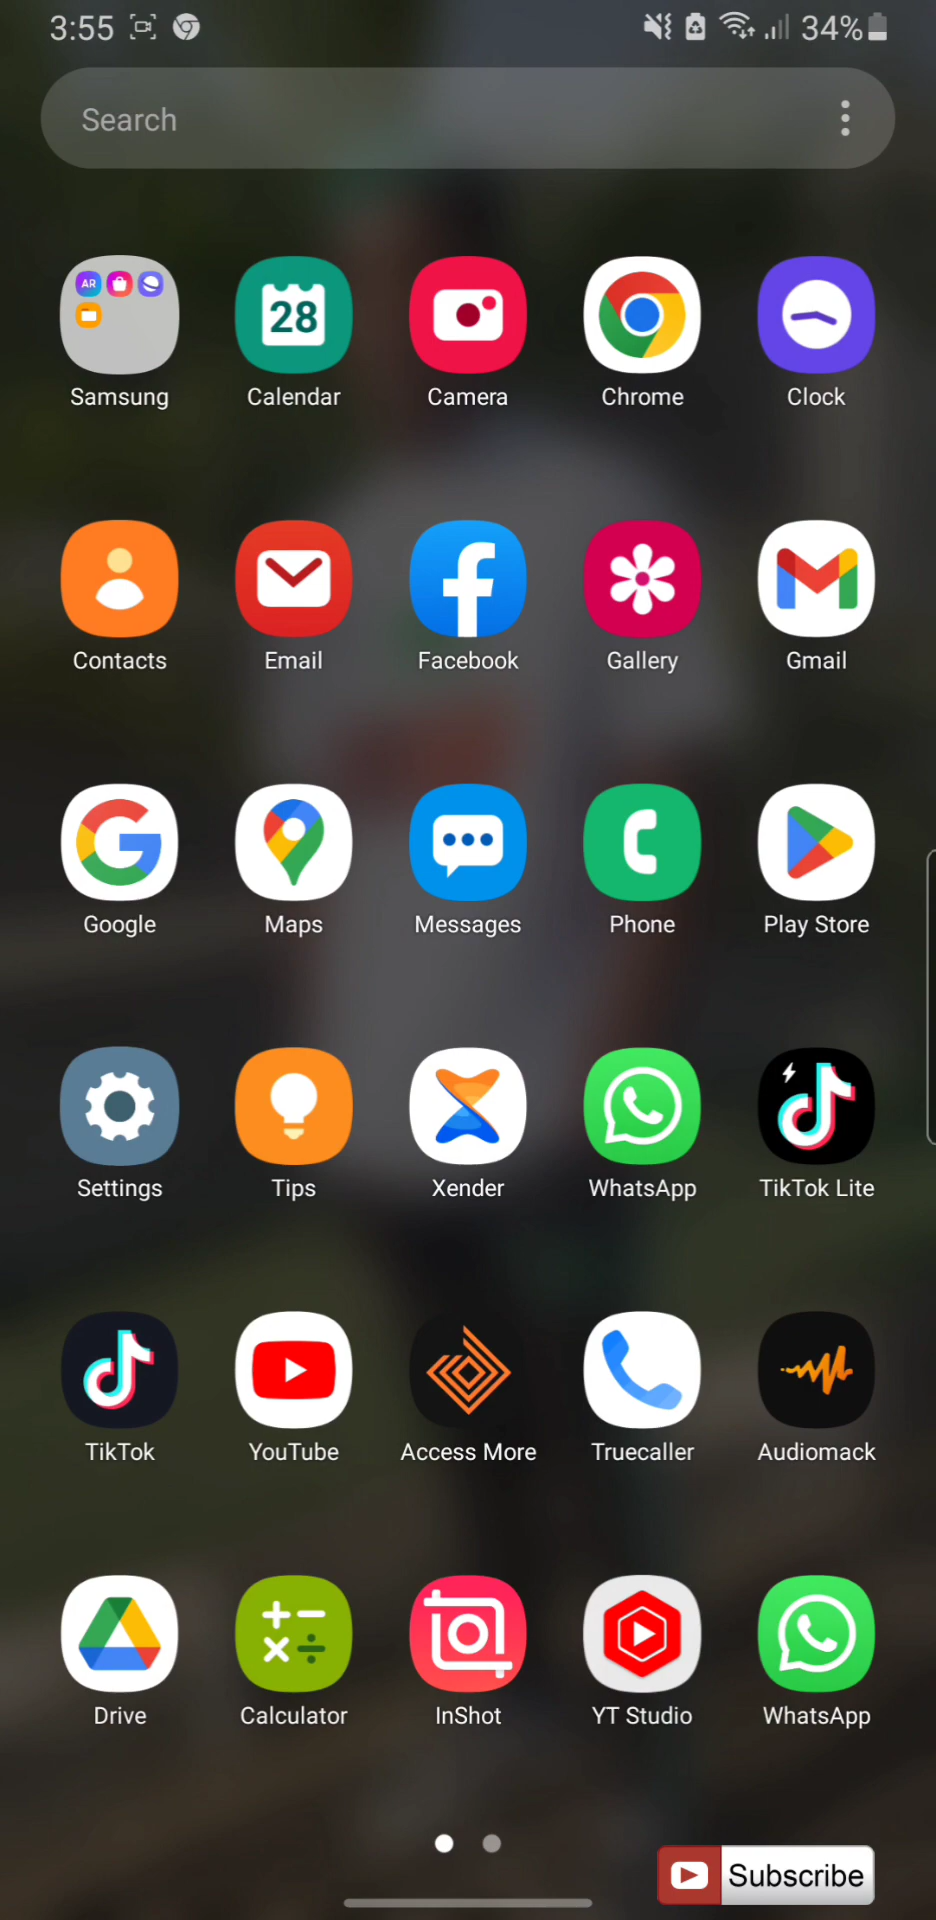 3:55 34%
Search
AR
28
Samsung Calendar Camera Chrome Clock
Contacts Email Facebook Gallery Gmail
Google Maps Messages Phone Play Store
Settings Tips Xender WhatsApp TikTok Lite
TikTok YouTube Access More Truecaller Audiomack
Drive Calculator InShot YT Studio WhatsApp
Subscribe